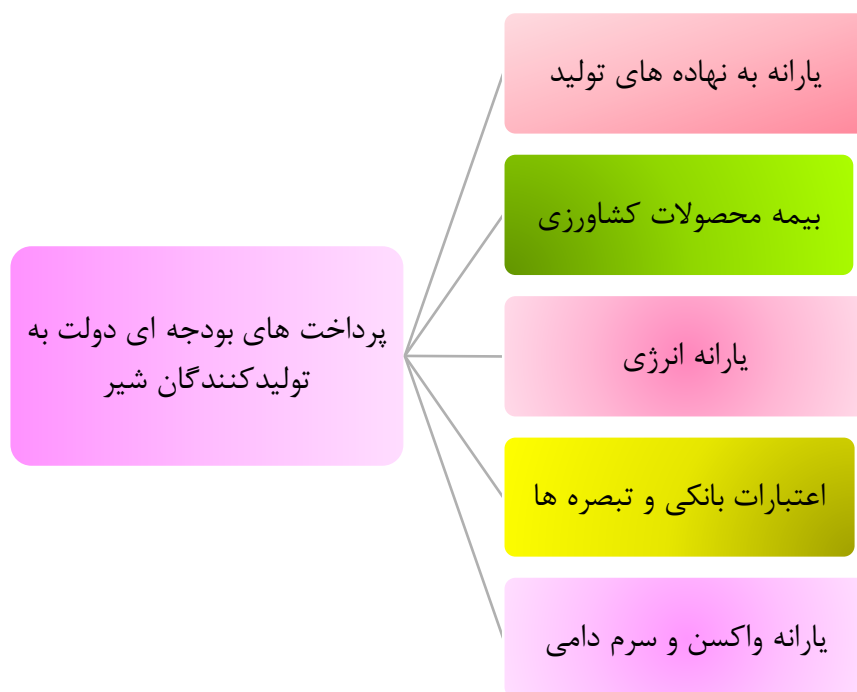 پرداخت های بودجه ای دولت به
تولیدکنندگان شیر
یارانه به نهاده های تولید
بیمه محصولات کشاورزی
یارانه انرژی
اعتبارات بانکی و تبصره ها
یارانه واکسن و سرم دامی